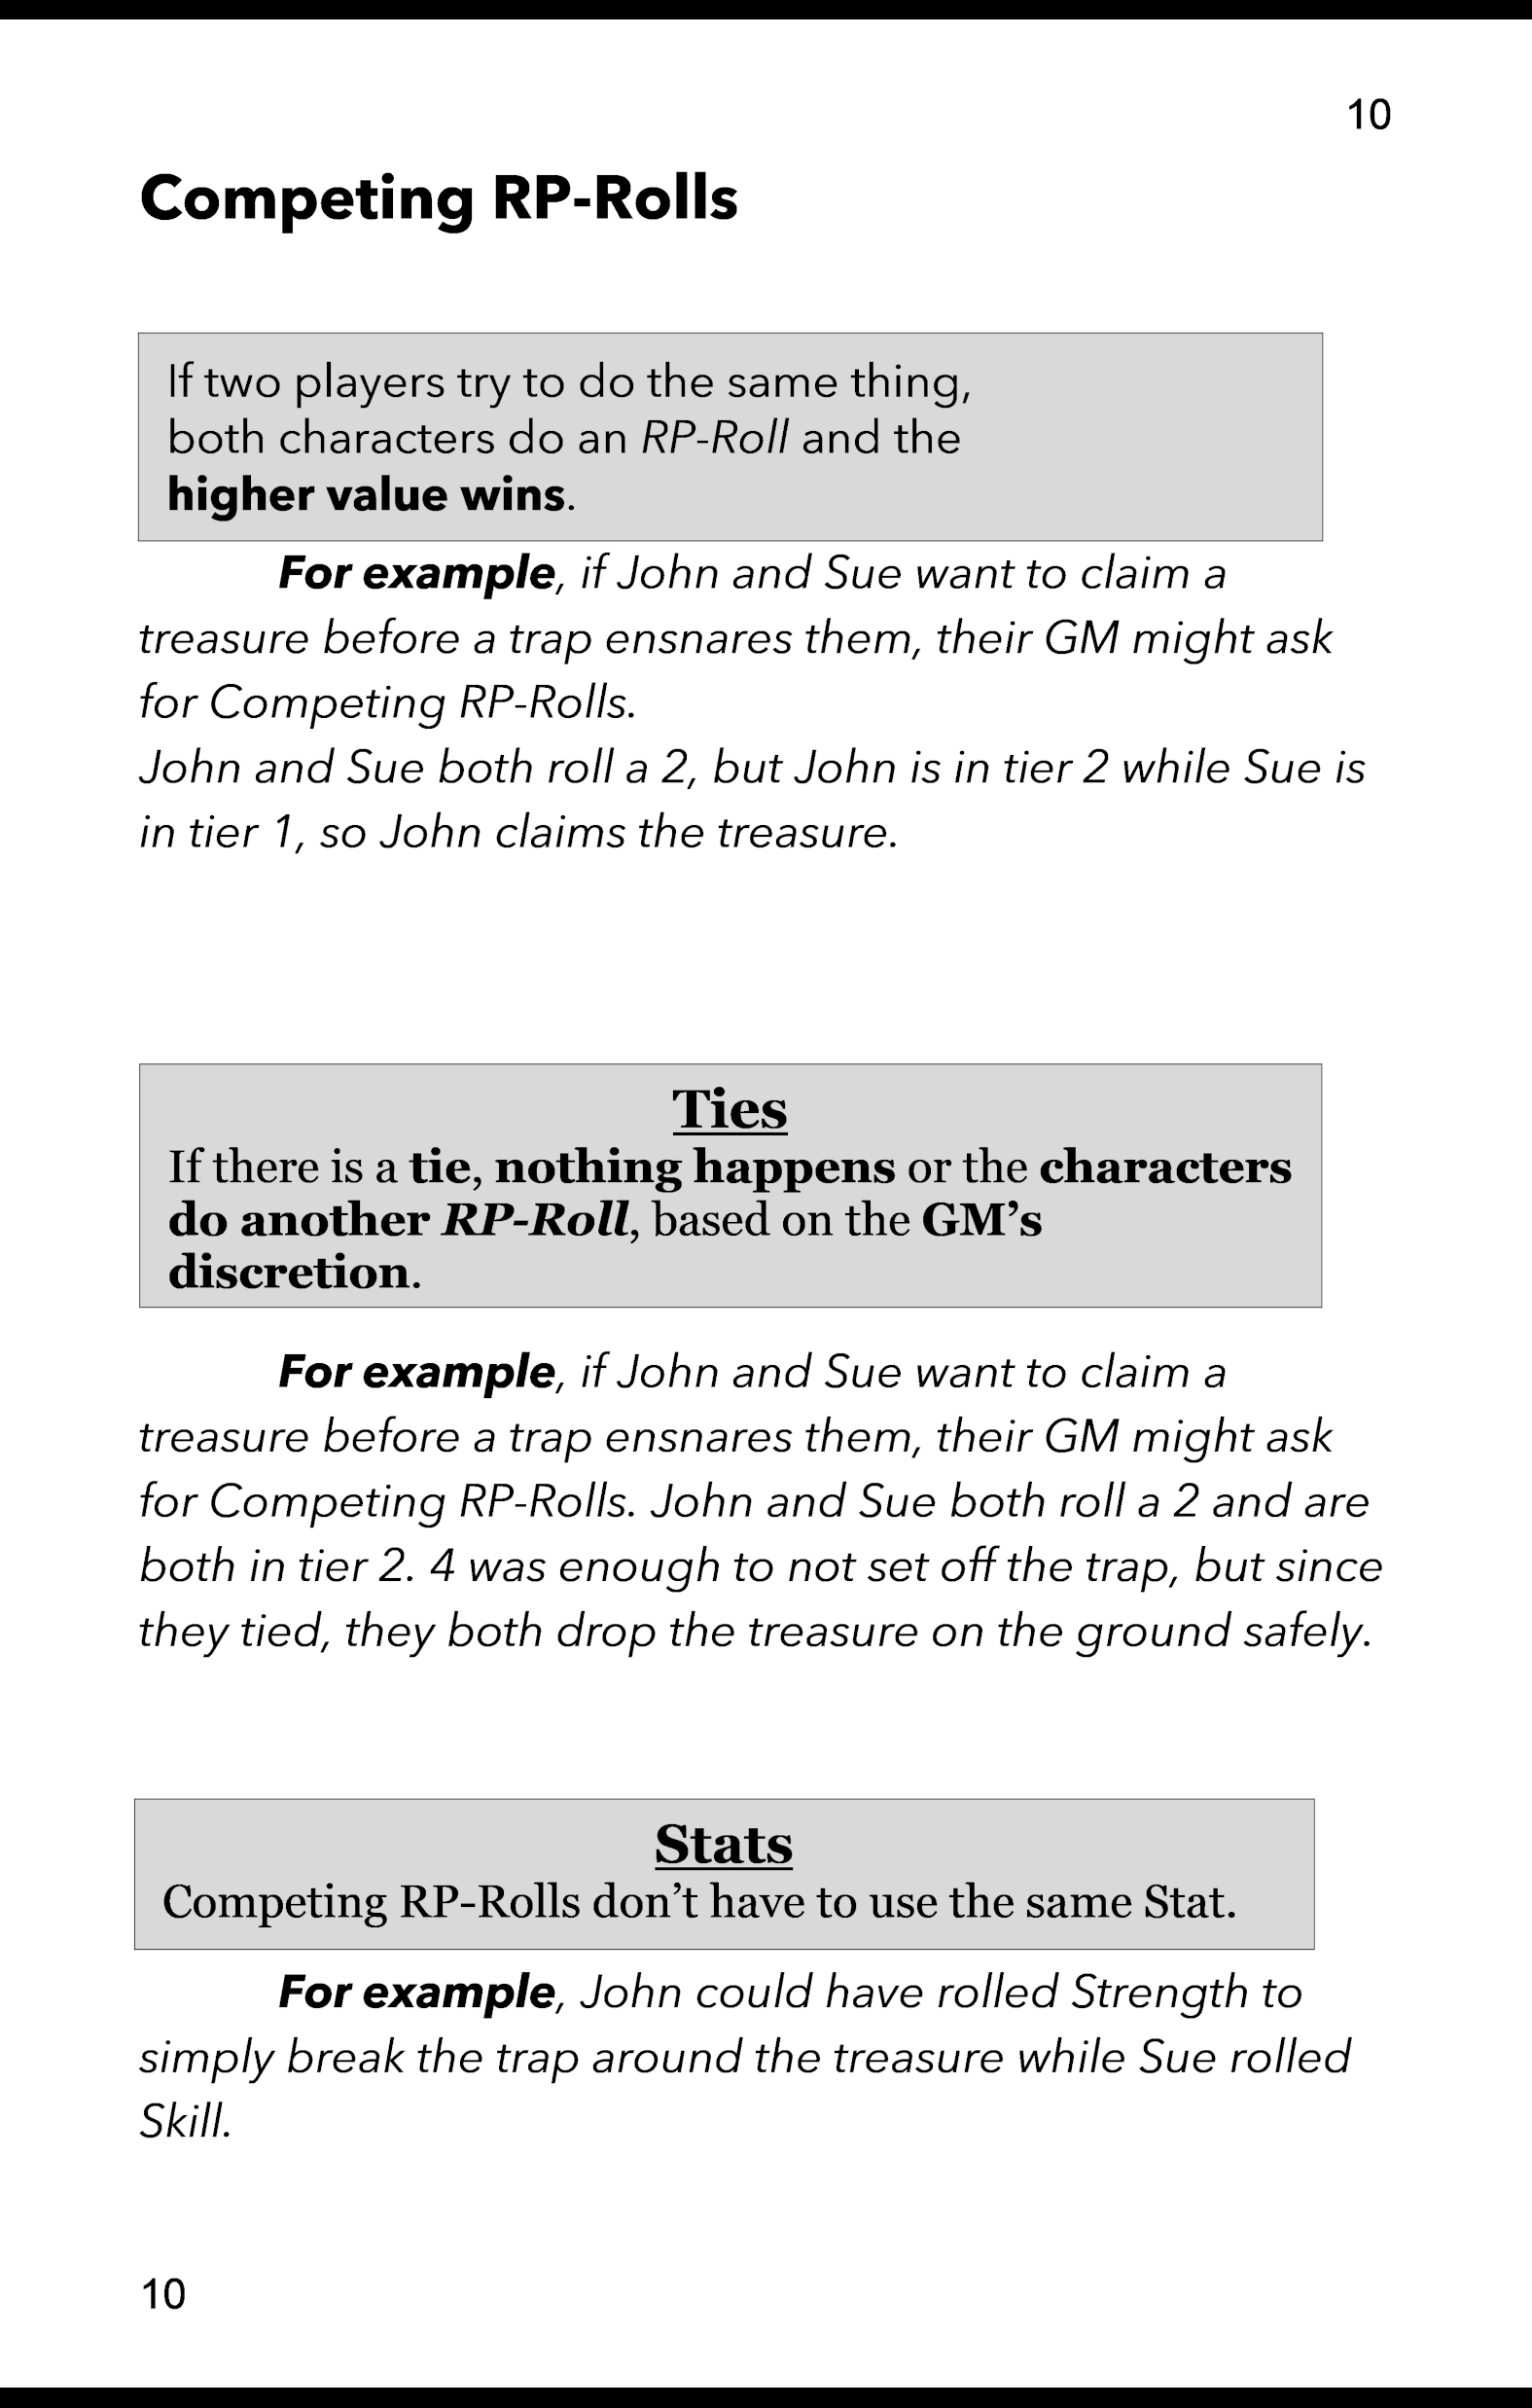 10
Competing RP-Rolls
If two players try to do the same thing,
both characters do an RP-Roll and the
higher value wins.
For example, if John and Sue want to claim a
treasure before a trap ensnares them, their GM might ask
for Competing RP-Rolls.
John and Sue both roll a 2, but John is in tier 2 while Sue is
in tier 1, so John claims the treasure.
Ties
If there is a tie, nothing happens or the characters
do another RP-Roll, based on the GM’s
discretion.
For example, if John and Sue want to claim a
treasure before a trap ensnares them, their GM might ask
for Competing RP-Rolls. John and Sue both roll a 2 and are
both in tier 2. 4 was enough to not set off the trap, but since
they tied, they both drop the treasure on the ground safely.
Stats
Competing RP-Rolls don’t have to use the same Stat.
For example, John could have rolled Strength to
simply break the trap around the treasure while Sue rolled
Skill.
10